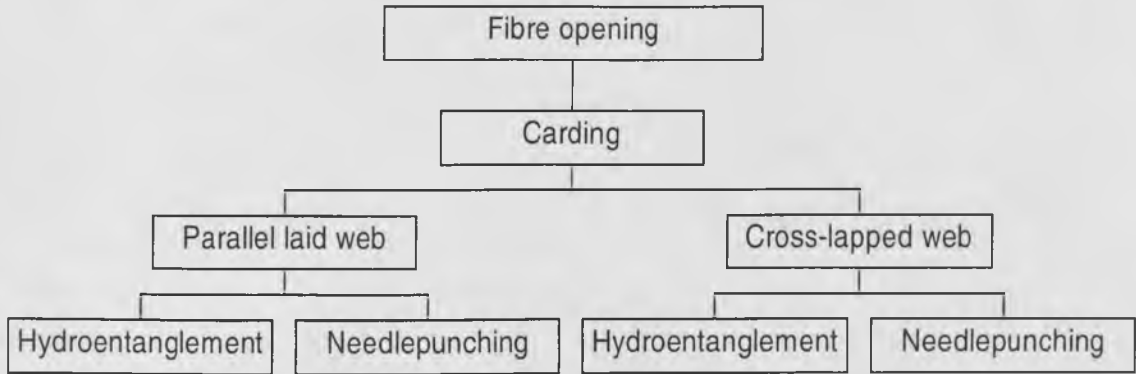 Fibre opening
Carding
Parallel laid web
Cross-lapped web
Hydroentanglement
Needlepunching
Hydroentanglement
Needlepunching